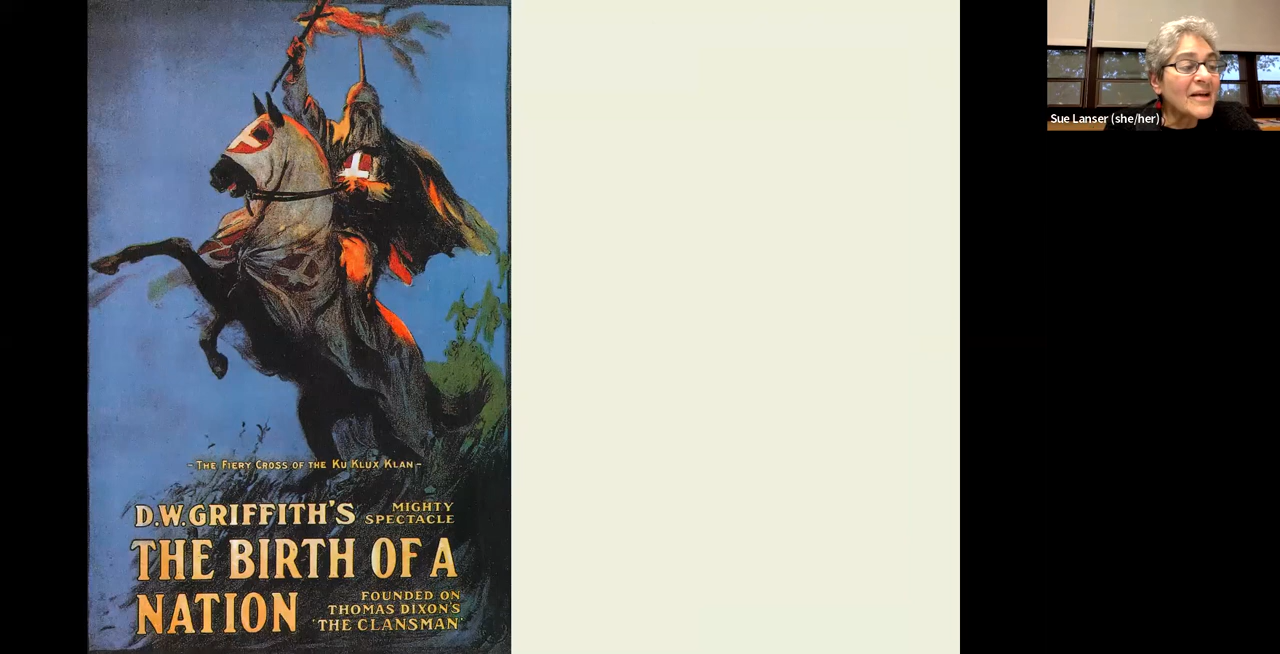 Sue Lanser (she/her)
- THE FIERY CROSS OF THE KU KLUX KLAN -
D.W. GRIFFITH'S
MIGHTY
SPECTACLE
THE BIRTH OF A
NATION
FOUNDED ON
THOMAS DIXON'S
'THE CLANSMAN'